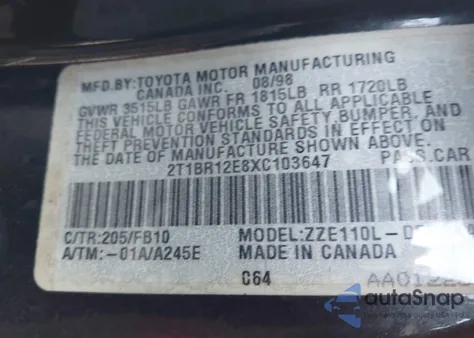 MFD.BY:TOYOTA MOTOR MANUFACTURING
CANADA INC. 08/98
GVWR 3515LB GAWR FR 1815LB RR 1720LB
THIS VEHICLE CONFORMS TO ALL APPLICABLE
FEDERAL MOTOR VEHICLE SAFETY,BUMPER, AND
THEFT PREVENTION STANDARDS IN EFFECT ON
THE DATE OF MANUFACTURE SHOWN ABOVE.
2T1BR12E8XC103647 PASS.CAR
C/TR:205/FB10 MODEL:ZZE110L-
A/TM:-01A/A245E MADE IN CANADA
C64
autoSnap